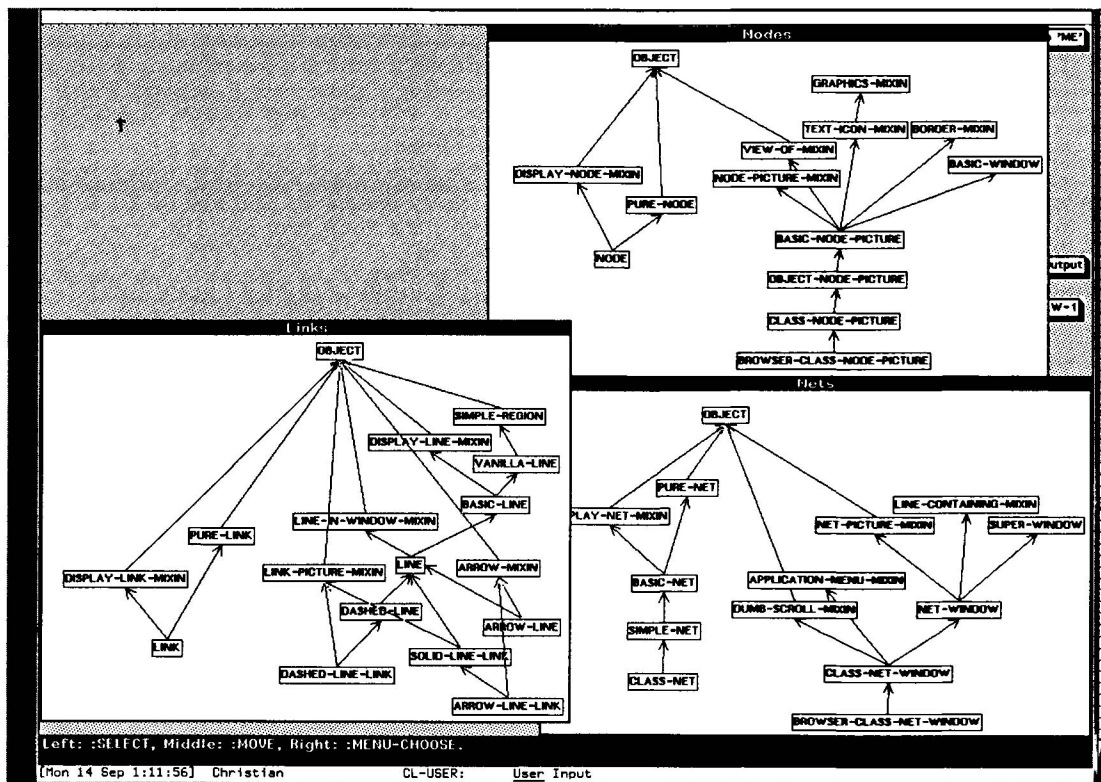 Nodes
"ME"
OBJECT
GRAPHICS-MIXIN
TEXT-ICON-MIXIN
BORDER-MIXIN
VIEW-OF-MIXIN
BASIC-WINDOW
DISPLAY-NODE-MIXIN
NODE-PICTURE-MIXIN
PURE-NODE
BASIC-NODE-PICTURE
NODE
utput
OBJECT-NODE-PICTURE
W-1
CLASS-NODE-PICTURE
BROWSER-CLASS-NODE-PICTURE
Links
OBJECT
SIMPLE-REGION
DISPLAY-LINE-MIXIN
VANILLA-LINE
BASIC-LINE
LINE-IN-WINDOW-MIXIN
PURE-LINK
LINE
ARROW-MIXIN
LINK-PICTURE-MIXIN
DISPLAY-LINK-MIXIN
DASHED-LINE
ARROW-LINE
LINK
SOLID-LINE-LINK
DASHED-LINE-LINK
ARROW-LINE-LINK
Nets
OBJECT
PURE-NET
LINE-CONTAINING-MIXIN
PLAY-NET-MIXIN
NET-PICTURE-MIXIN
SUPER-WINDOW
BASIC-NET
APPLICATION-MENU-MIXIN
DUMB-SCROLL-MIXIN
NET-WINDOW
SIMPLE-NET
CLASS-NET
CLASS-NET-WINDOW
BROWSER-CLASS-NET-WINDOW
Left: :SELECT, Middle: :MOVE, Right: :MENU-CHOOSE.
[Mon 14 Sep 1:11:56] Christian CL-USER: User Input